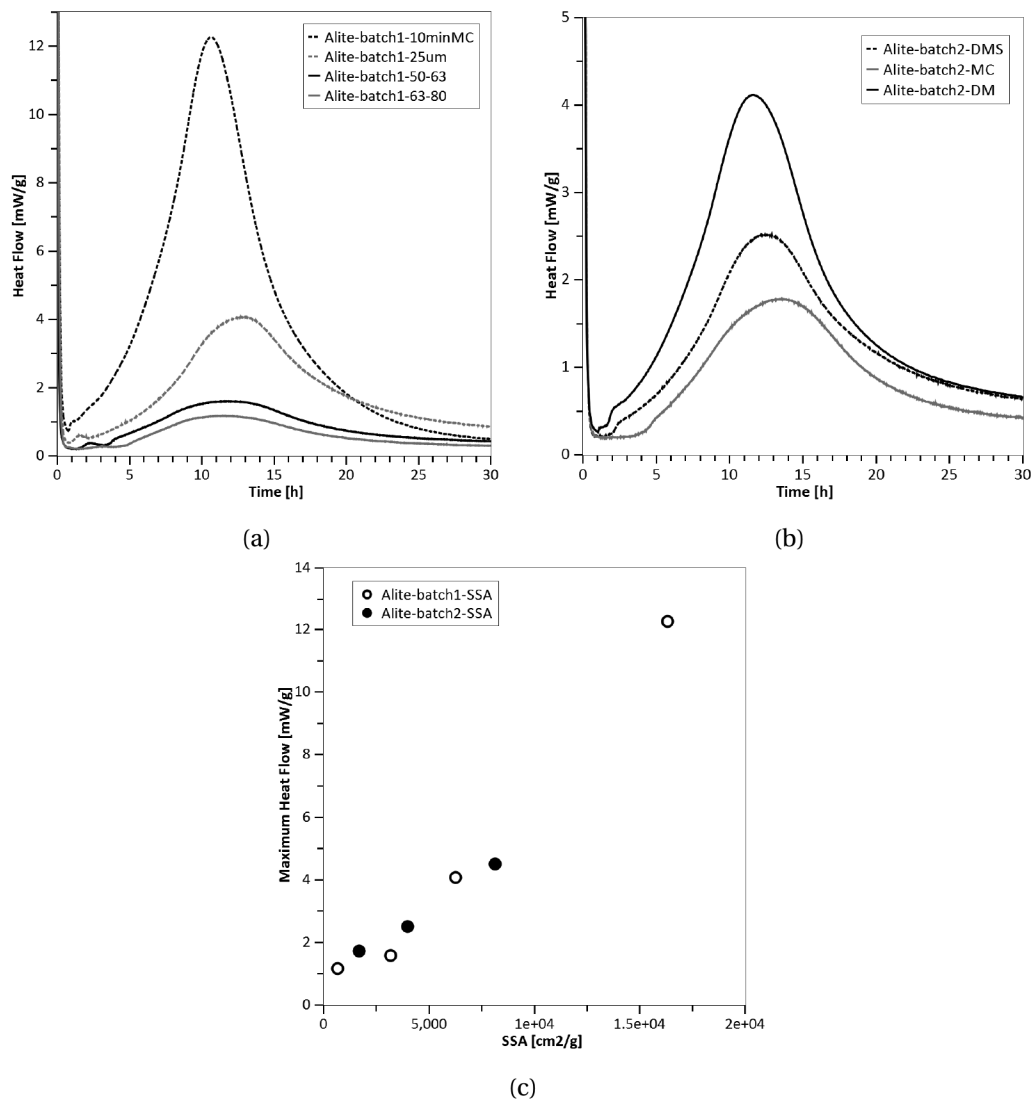 Alite-batch1-10minMC
Alite-batch1-25um
Alite-batch1-50-63
Alite-batch1-63-80
12
10
8
6
4
2
0
Heat Flow [mW/g]
0 5 10 15 20 25 30
Time [h]
(a)
Alite-batch2-DMS
Alite-batch2-MC
Alite-batch2-DM
5
4
3
2
1
0
Heat Flow [mW/g]
0 5 10 15 20 25 30
Time [h]
(b)
Alite-batch1-SSA
Alite-batch2-SSA
14
12
10
8
6
4
2
0
Maximum Heat Flow [mW/g]
0 5,000 1e+04 1.5e+04 2e+04
SSA [cm2/g]
(c)